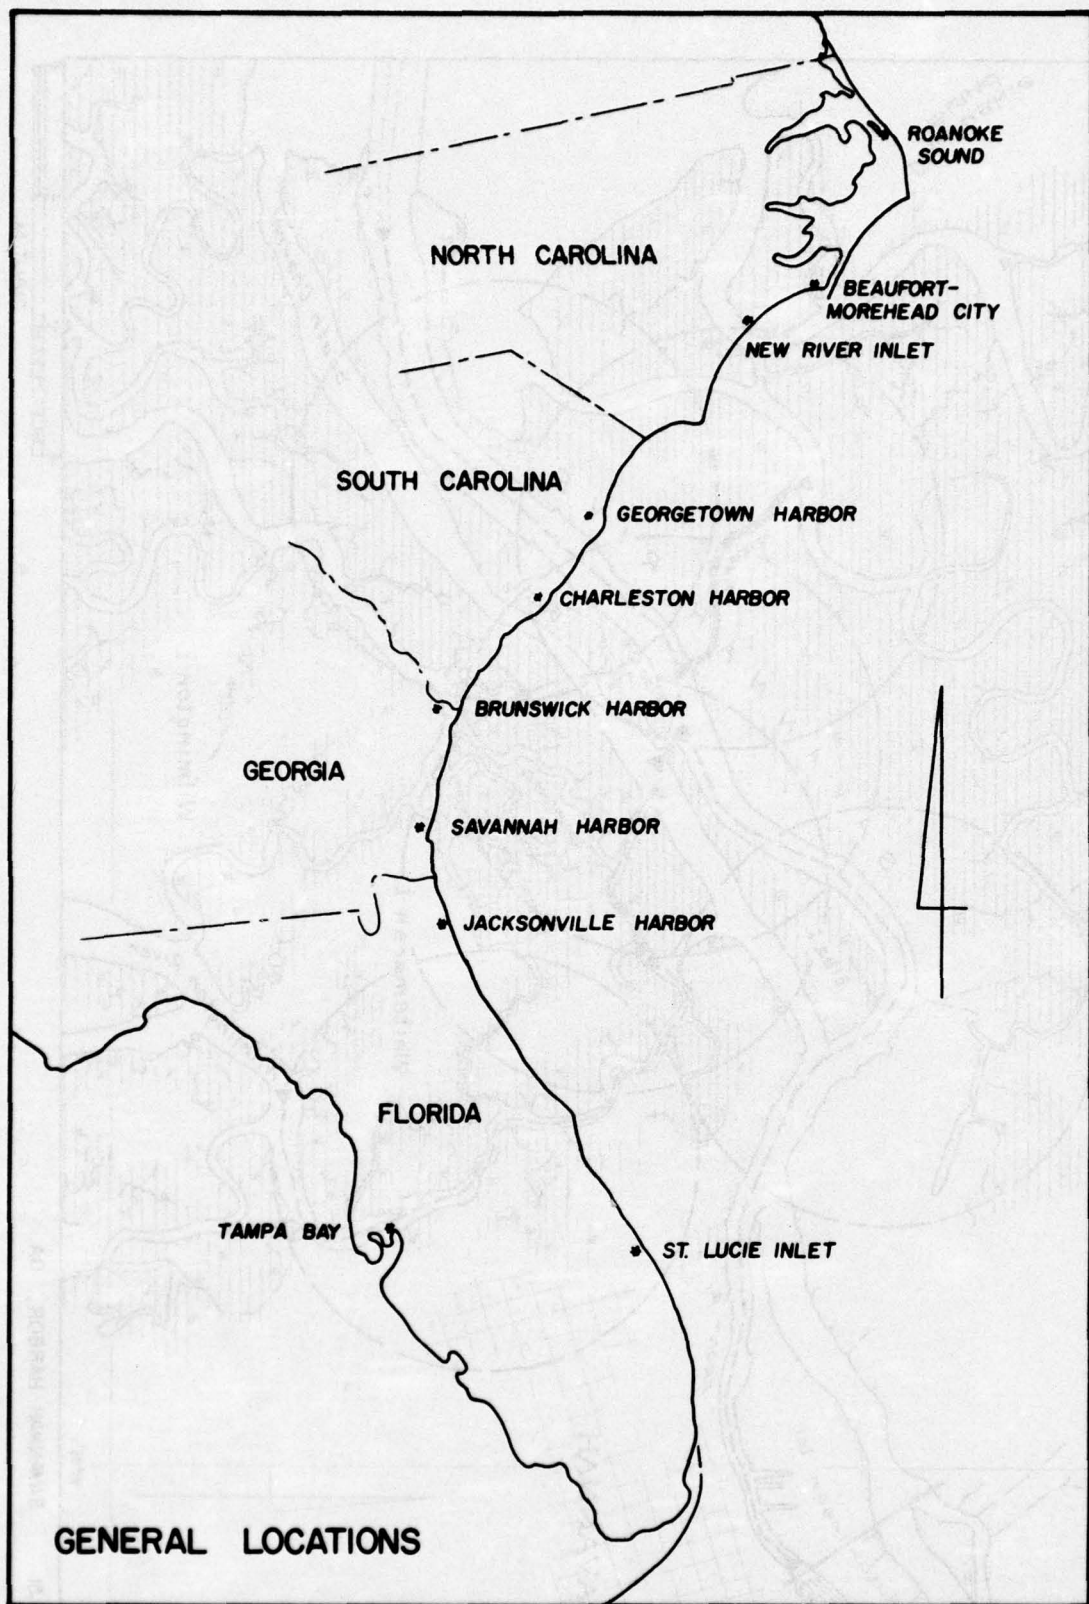 ROANOKE
SOUND
NORTH CAROLINA
BEAUFORT-
MOREHEAD CITY
NEW RIVER INLET
SOUTH CAROLINA
GEORGETOWN HARBOR
CHARLESTON HARBOR
BRUNSWICK HARBOR
GEORGIA
SAVANNAH HARBOR
JACKSONVILLE HARBOR
FLORIDA
TAMPA BAY
ST. LUCIE INLET
GENERAL LOCATIONS